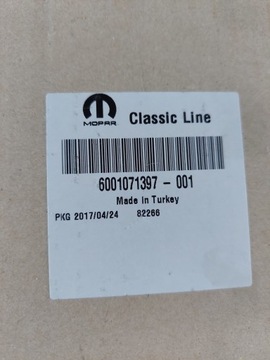 MOPAR Classic Line
6001071397 - 001
Made in Turkey
PKG 2017/04/24 82266